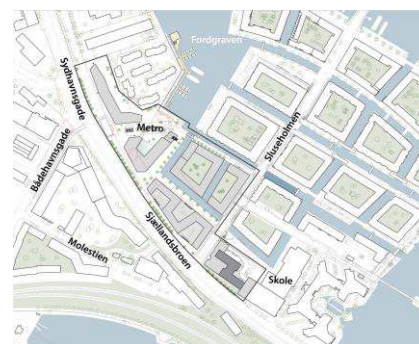 Fordgraven
Sydhavnsgade
Metro
Sluseholmen
Bådehavnsgade
Sjællandsbroen
Molestien
Skole